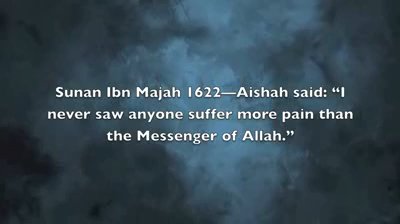 Sunan Ibn Majah 1622—Aishah said: “I
never saw anyone suffer more pain than
the Messenger of Allah.”